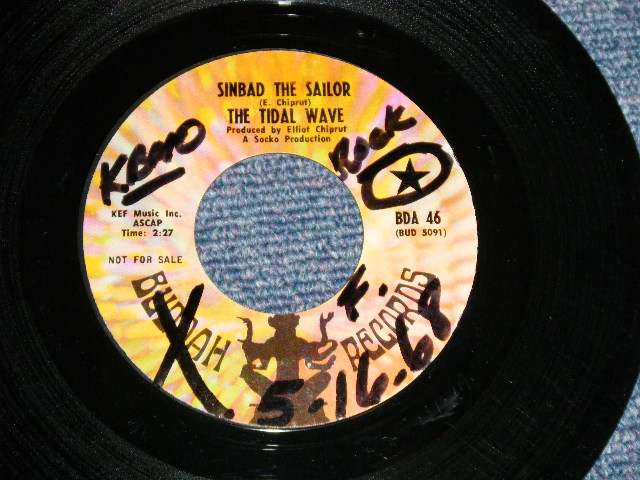 SINBAD THE SAILOR
(E. Chiprut)
THE TIDAL WAVE
Produced by Elliot Chiprut
A Socko Production
Rock
KEF Music Inc.
ASCAP
Time: 2:27
BDA 46
(BUD 5091)
NOT FOR SALE
BUDDAH RECORDS
X.
F.
5-16-68